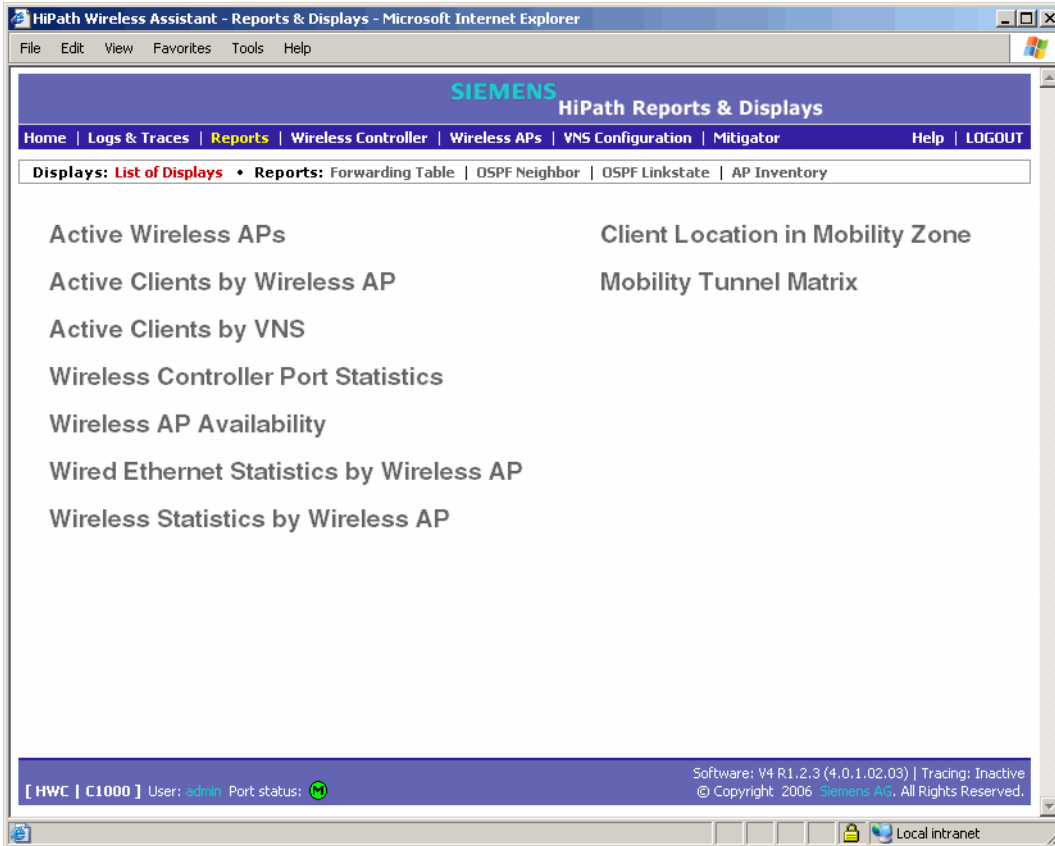 HiPath Wireless Assistant - Reports & Displays - Microsoft Internet Explorer
File Edit View Favorites Tools Help
SIEMENS
HiPath Reports & Displays
Home | Logs & Traces | Reports | Wireless Controller | Wireless APs | VNS Configuration | Mitigator Help | LOGOUT
Displays: List of Displays • Reports: Forwarding Table | OSPF Neighbor | OSPF Linkstate | AP Inventory
Active Wireless APs
Active Clients by Wireless AP
Active Clients by VNS
Wireless Controller Port Statistics
Wireless AP Availability
Wired Ethernet Statistics by Wireless AP
Wireless Statistics by Wireless AP
Client Location in Mobility Zone
Mobility Tunnel Matrix
[ HWC | C1000 ] User: admin Port status: M
Software: V4 R1.2.3 (4.0.1.02.03) | Tracing: Inactive
© Copyright 2006 Siemens AG. All Rights Reserved.
Local intranet